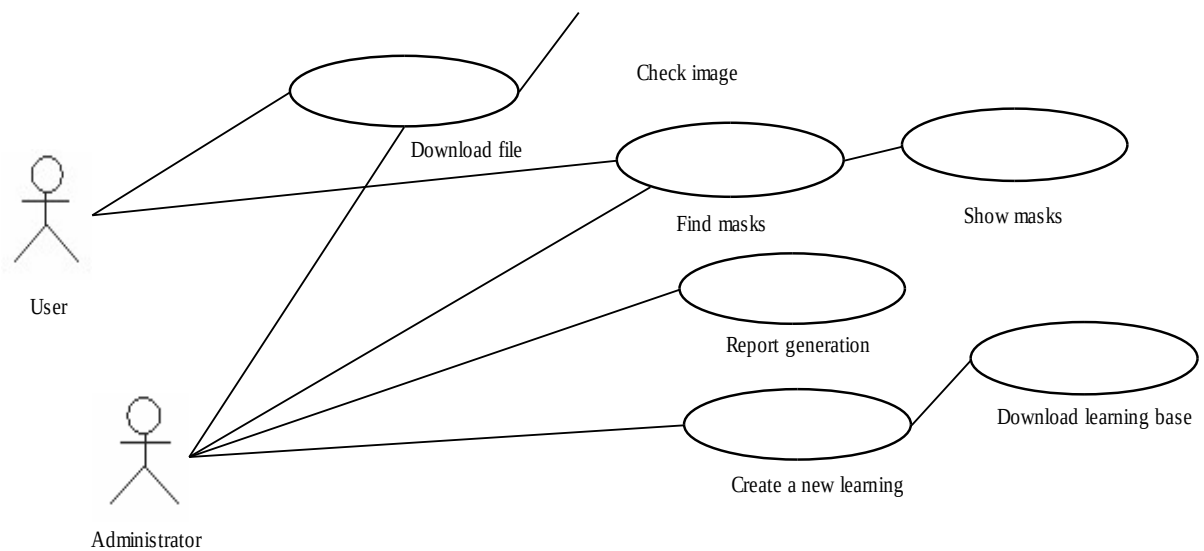 Check image
Download file
Find masks
Show masks
User
Report generation
Download learning base
Create a new learning
Administrator